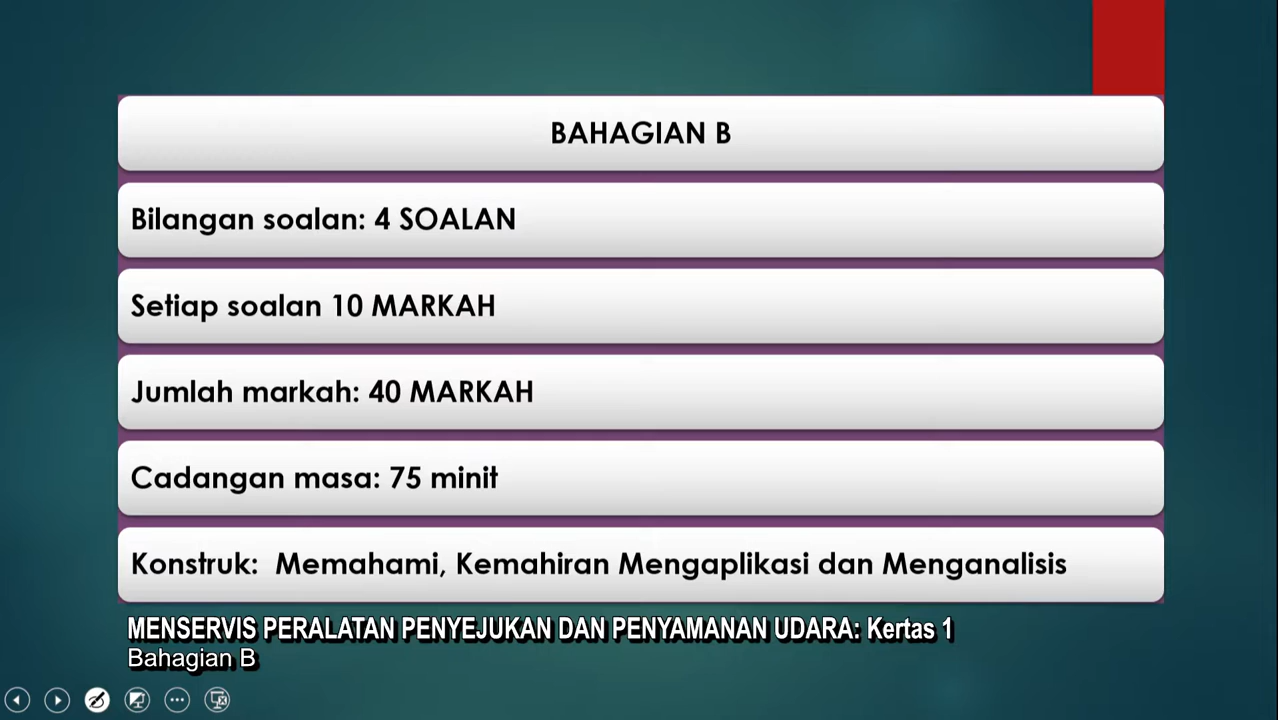 BAHAGIAN B
Bilangan soalan: 4 SOALAN
Setiap soalan 10 MARKAH
Jumlah markah: 40 MARKAH
Cadangan masa: 75 minit
Konstruk: Memahami, Kemahiran Mengaplikasi dan Menganalisis
MENSERVIS PERALATAN PENYEJUKAN DAN PENYAMANAN UDARA: Kertas 1
Bahagian B